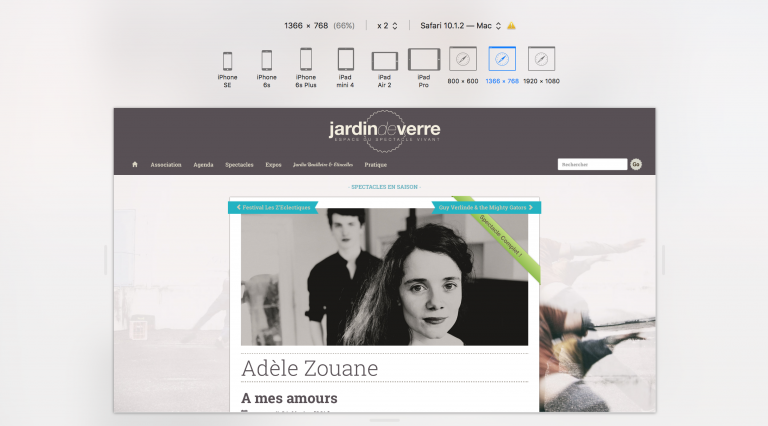 1366 × 768 (66%) x 2 Safari 10.1.2 — Mac
iPhone SE
iPhone 6s
iPhone 6s Plus
iPad mini 4
iPad Air 2
iPad Pro
800 × 600
1366 × 768
1920 × 1080
jardindeverre
ESPACE DU SPECTACLE VIVANT
Association Agenda Spectacles Expos Jardin Bouillère & Etincelles Pratique
Rechercher Go
- SPECTACLES EN SAISON -
Festival Les Z'Eclectiques
Guy Verlinde & the Mighty Gators
Spectacle Complet !
Adèle Zouane
A mes amours